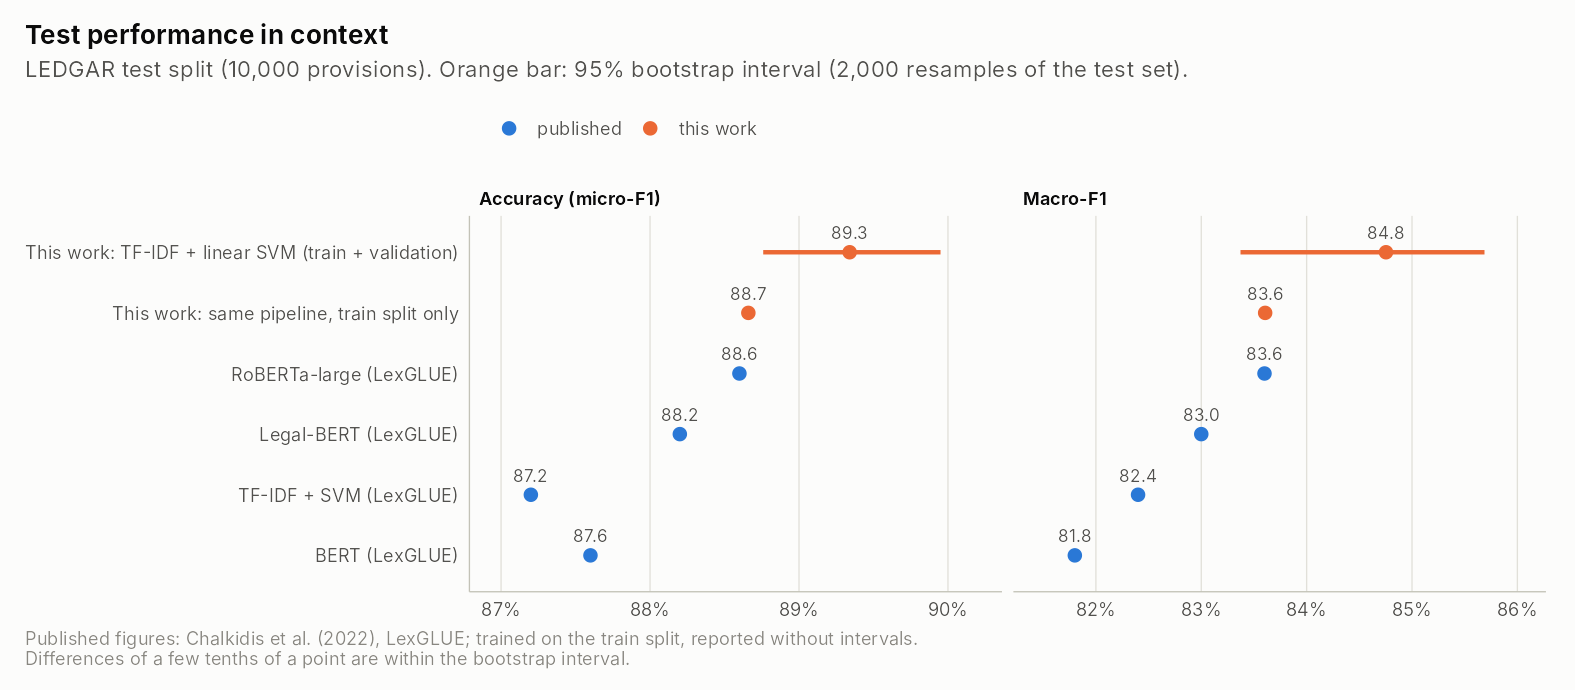 Test performance in context
LEDGAR test split (10,000 provisions). Orange bar: 95% bootstrap interval (2,000 resamples of the test set).
published this work
Accuracy (micro-F1) Macro-F1
This work: TF-IDF + linear SVM (train + validation) 89.3 84.8
This work: same pipeline, train split only 88.7 83.6
RoBERTa-large (LexGLUE) 88.6 83.6
Legal-BERT (LexGLUE) 88.2 83.0
TF-IDF + SVM (LexGLUE) 87.2 82.4
BERT (LexGLUE) 87.6 81.8
87% 88% 89% 90% 82% 83% 84% 85% 86%
Published figures: Chalkidis et al. (2022), LexGLUE; trained on the train split, reported without intervals.
Differences of a few tenths of a point are within the bootstrap interval.